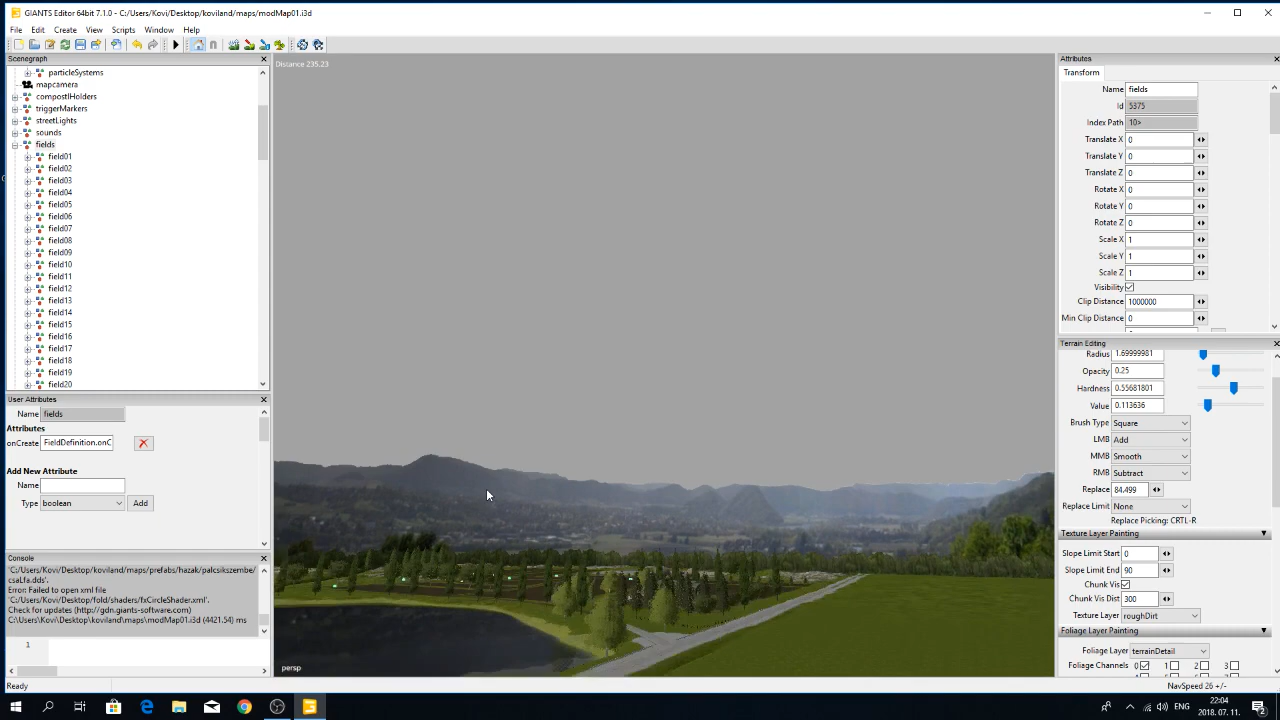 GIANTS Editor 64bit 7.1.0 - C:/Users/Kovi/Desktop/koviland/maps/modMap01.i3d
File Edit Create View Scripts Window Help
Scenegraph
particleSystems
mapcamera
compostlHolders
triggerMarkers
streetLights
sounds
fields
field01
field02
field03
field04
field05
field06
field07
field08
field09
field10
field11
field12
field13
field14
field15
field16
field17
field18
field19
field20
User Attributes
Name fields
Attributes
onCreate FieldDefinition.onC
Add New Attribute
Name
Type boolean Add
Console
'C:/Users/Kovi/Desktop/koviland/maps/prefabs/hazak/palcsikszembe/
csaLfa.dds'.
Error: Failed to open xml file
'C:/Users/Kovi/Desktop/fold/shaders/fxCircleShader.xml'.
Check for updates (http://gdn.giants-software.com)
C:\Users\Kovi\Desktop\koviland\maps\modMap01.i3d (4421.54) ms
1
Ready
Distance 235.23
persp
Attributes
Transform
Name fields
Id 5375
Index Path 10>
Translate X 0
Translate Y 0
Translate Z 0
Rotate X 0
Rotate Y 0
Rotate Z 0
Scale X 1
Scale Y 1
Scale Z 1
Visibility
Clip Distance 1000000
Min Clip Distance 0
Terrain Editing
Radius 1.69999981
Opacity 0.25
Hardness 0.55681801
Value 0.113636
Brush Type Square
LMB Add
MMB Smooth
RMB Subtract
Replace 84.499
Replace Limit None
Replace Picking: CRTL-R
Texture Layer Painting
Slope Limit Start 0
Slope Limit End 90
Chunk Vis
Chunk Vis Dist 300
Texture Layer roughDirt
Foliage Layer Painting
Foliage Layer terrainDetail
Foliage Channels 0 1 2 3
NavSpeed 26 +/-
ENG
22:04
2018. 07. 11.
2